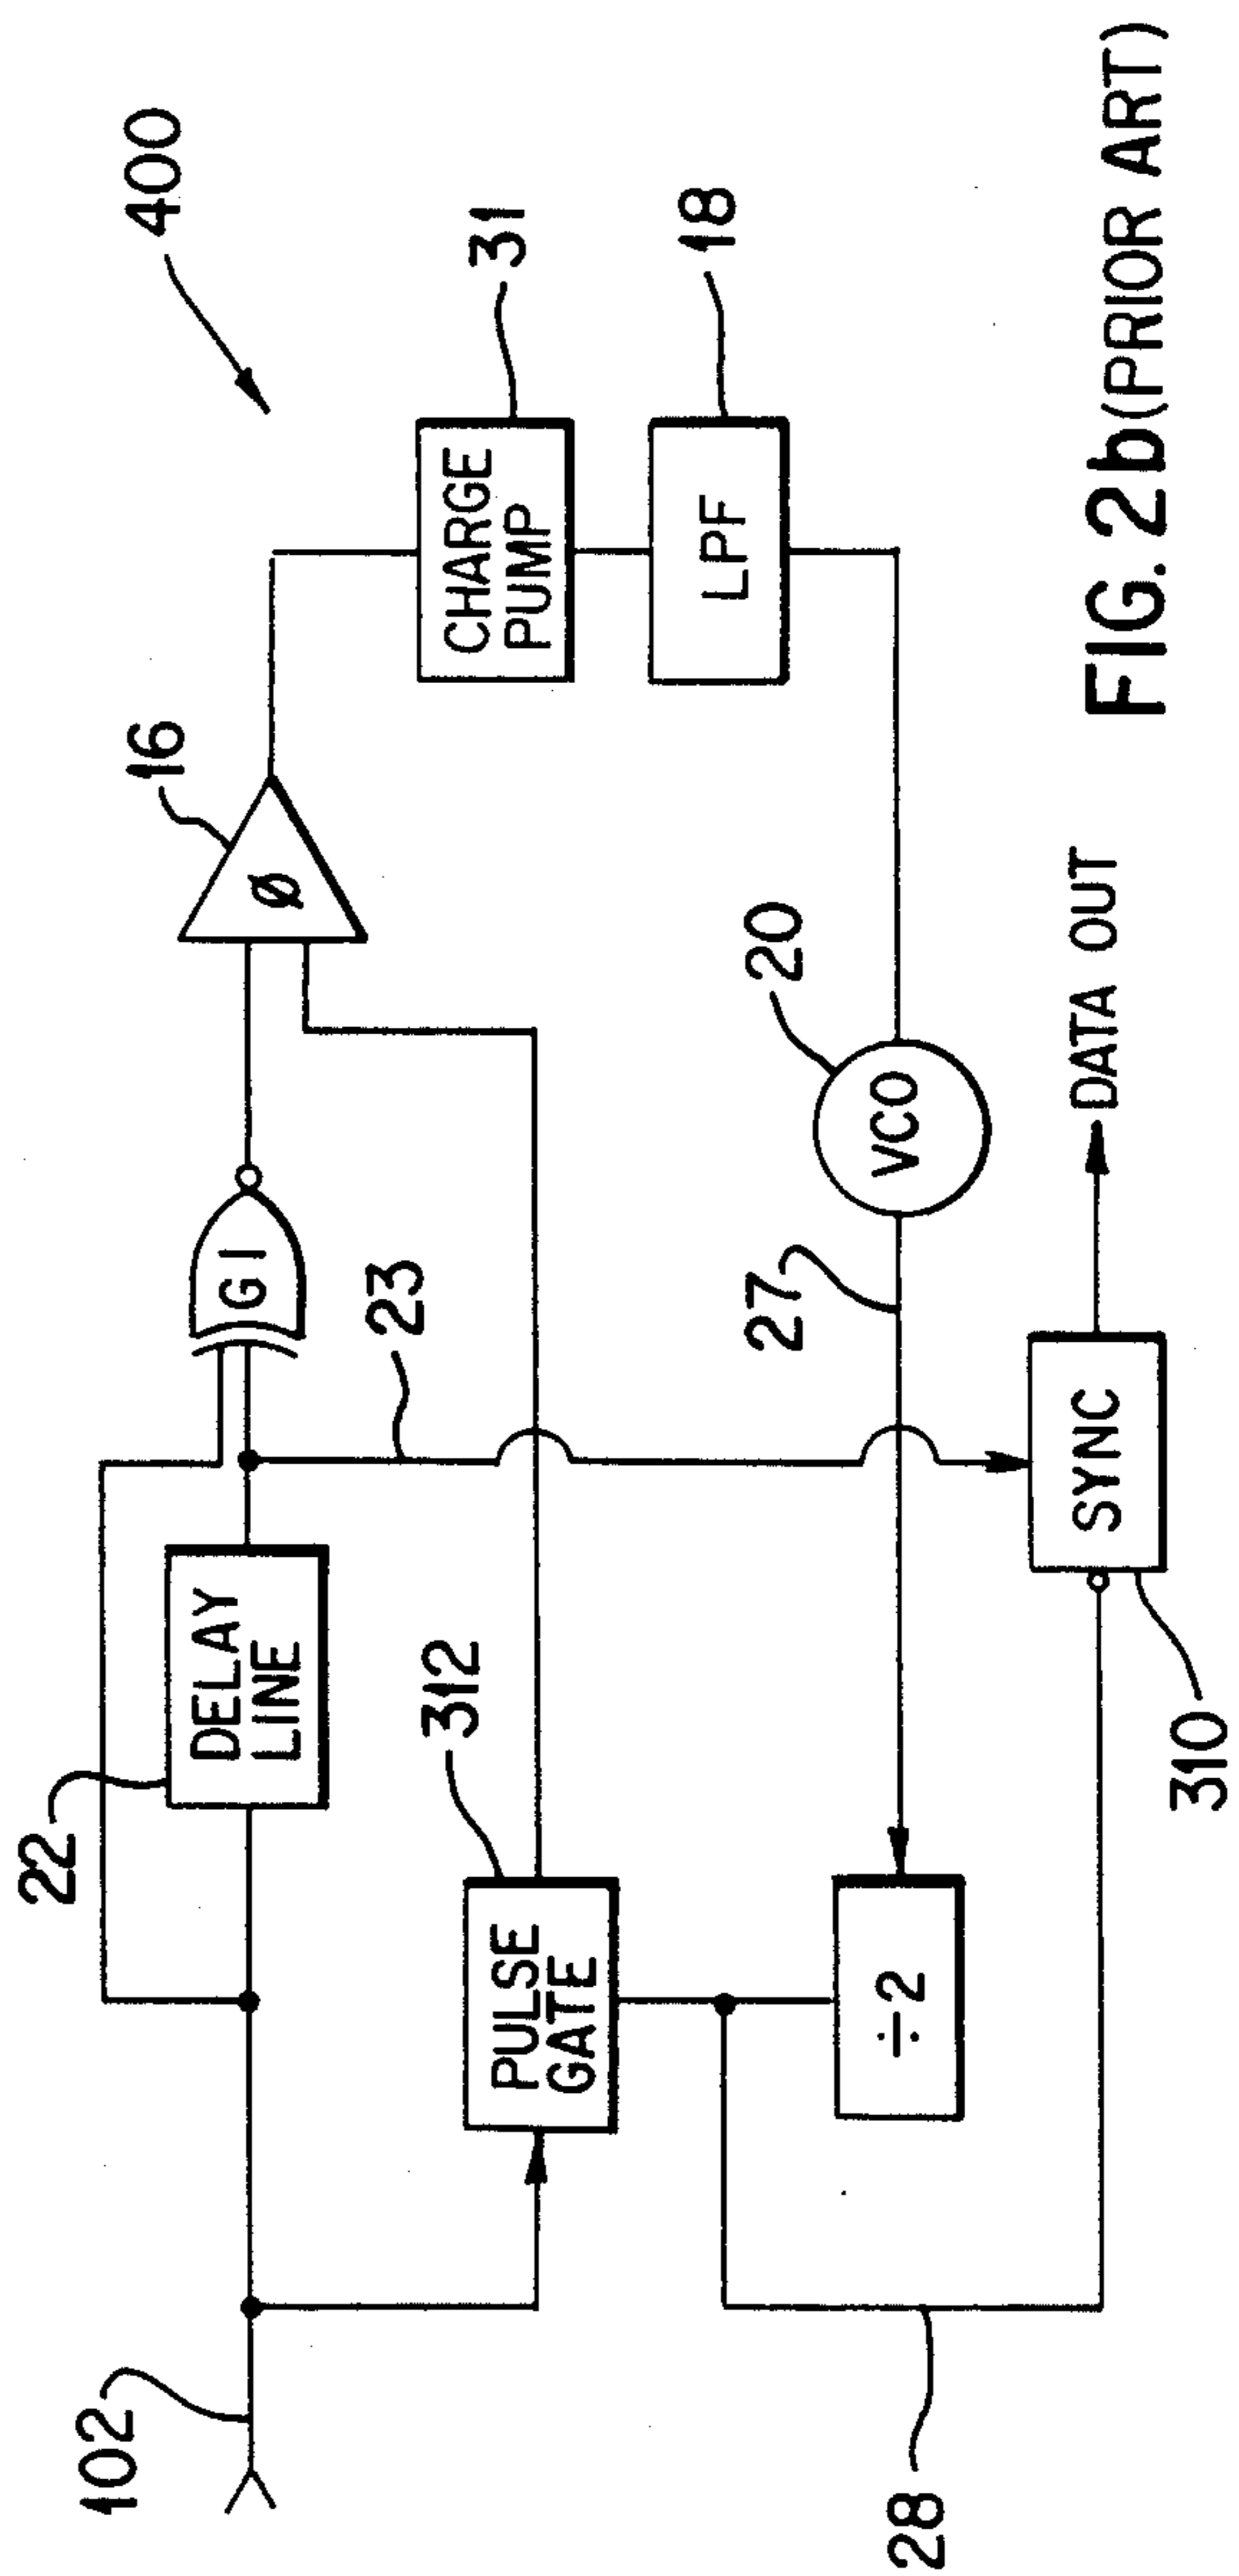 400
16
22
102
DELAY
LINE
G1
Ø
31
CHARGE
PUMP
23
312
PULSE
GATE
18
LPF
20
VCO
27
÷2
28
SYNC
310
DATA OUT
FIG. 2b (PRIOR ART)